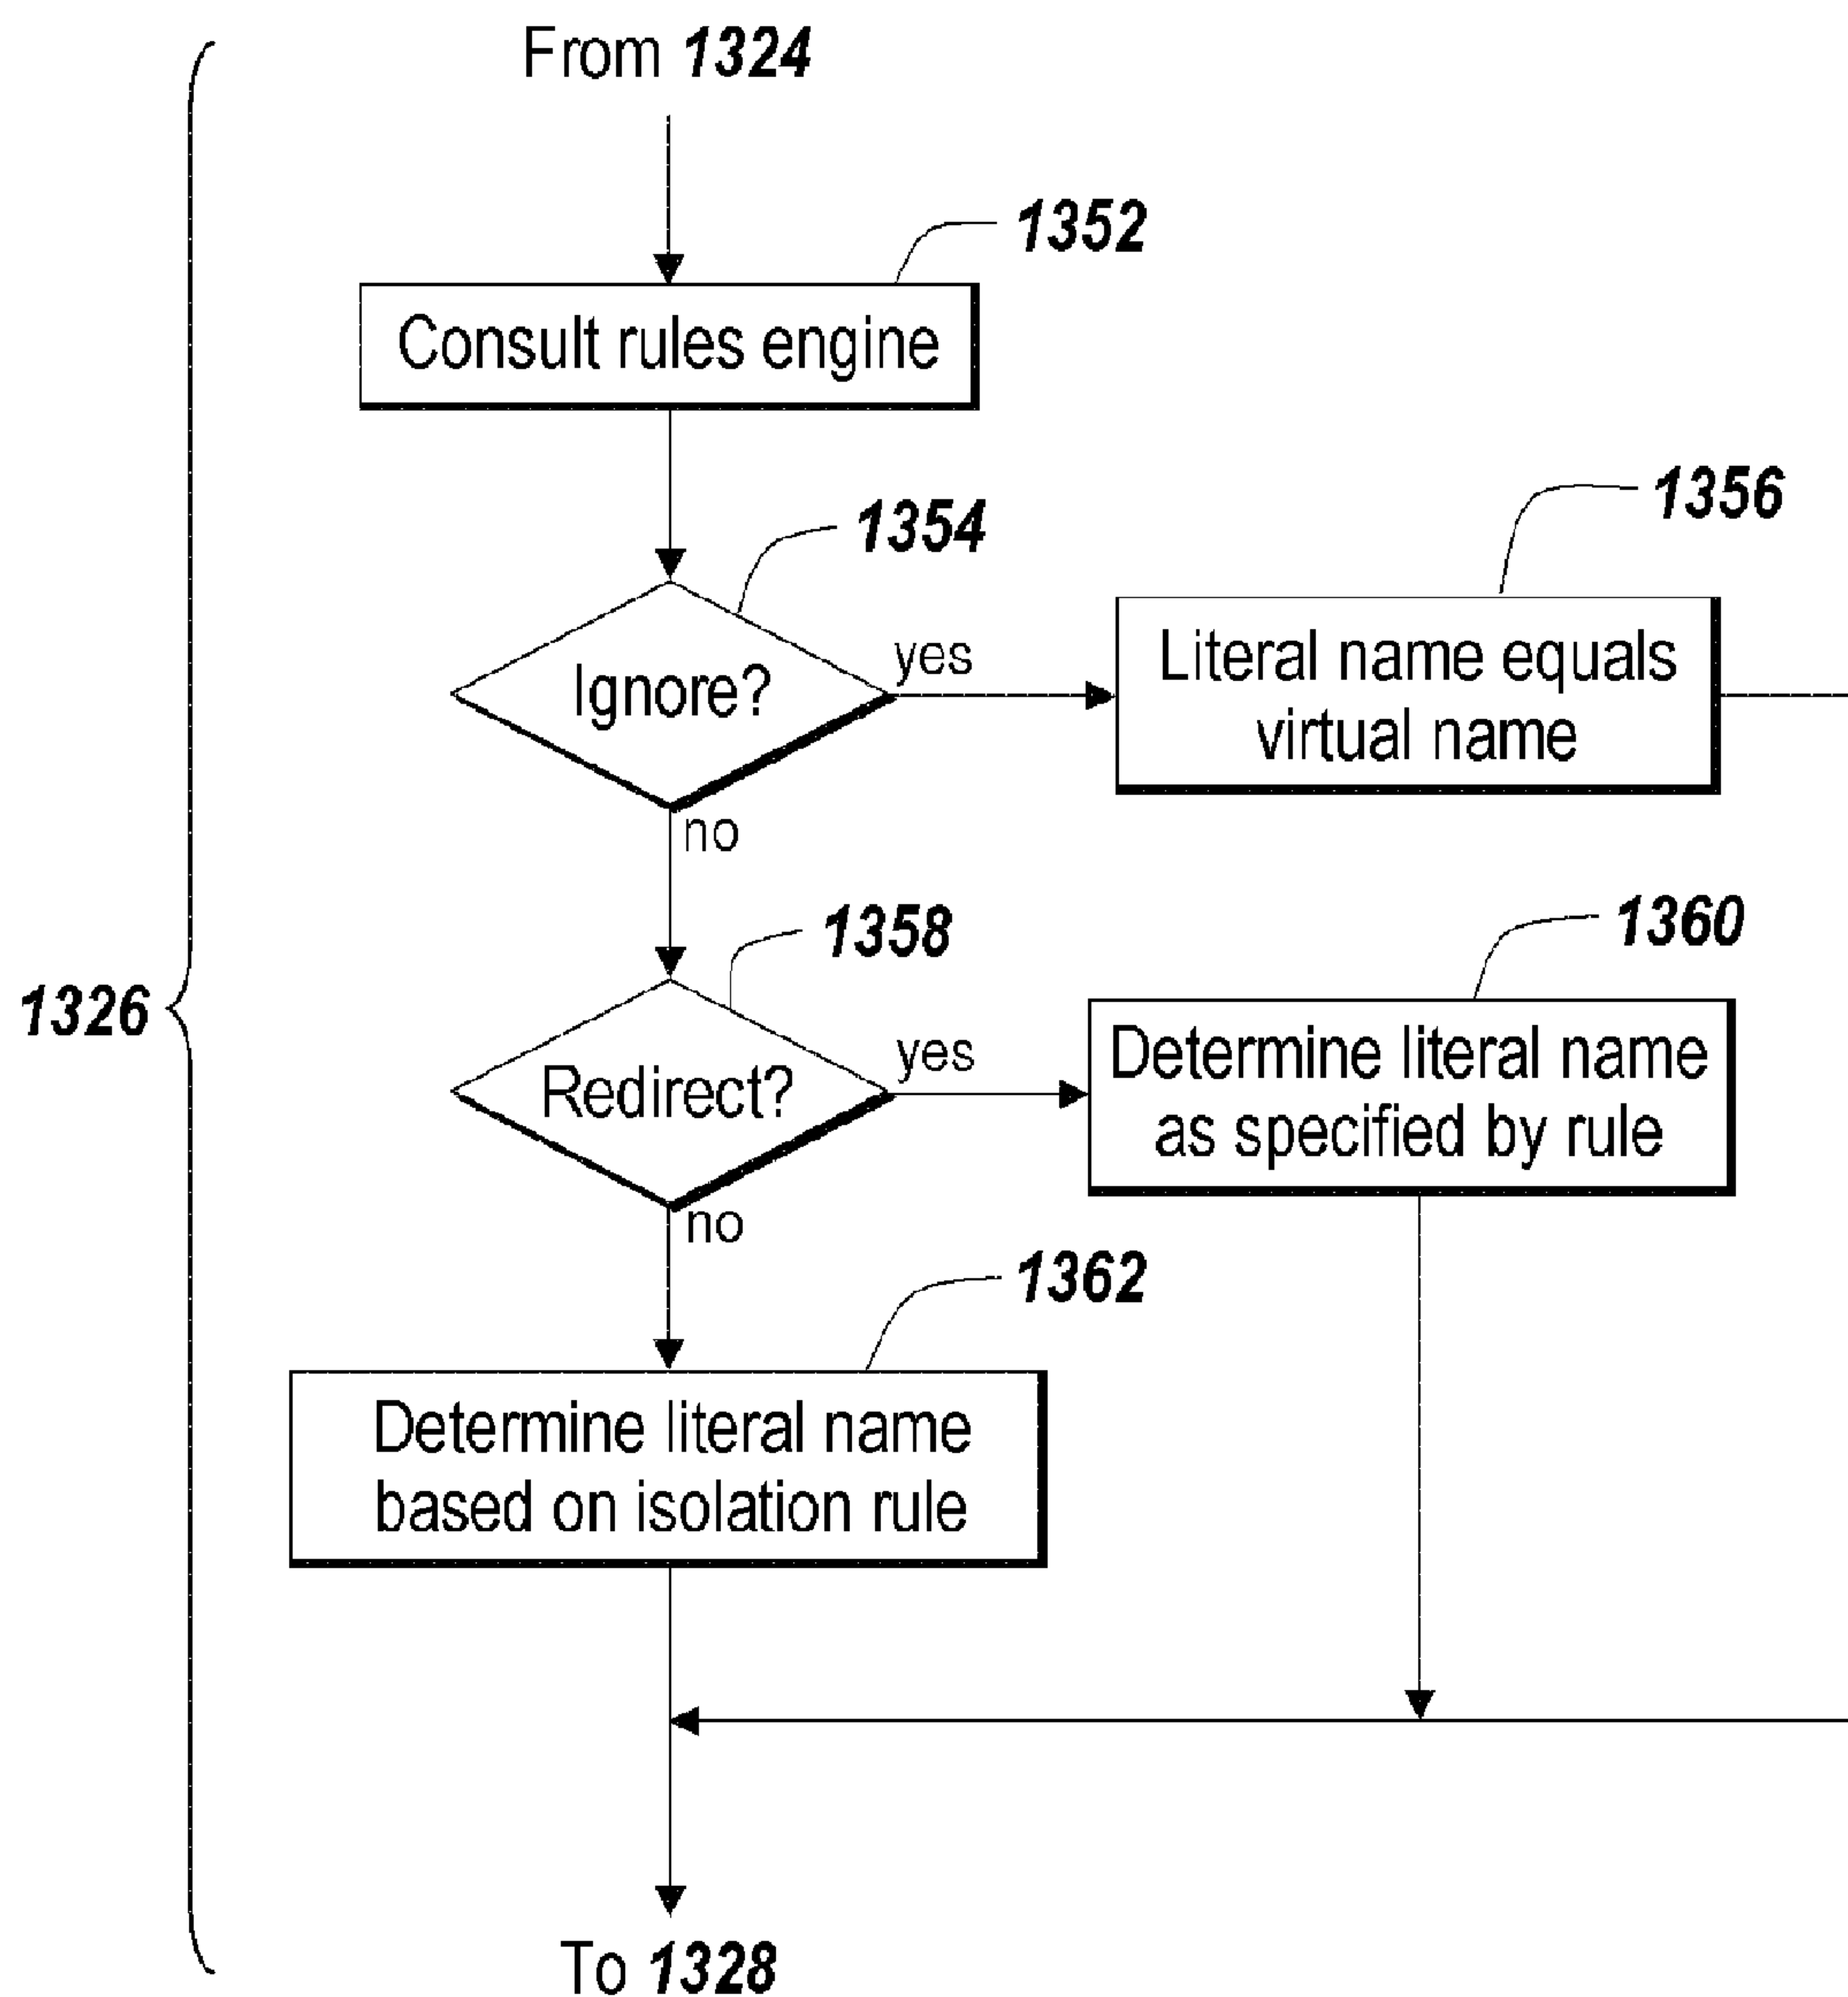 From 1324
1352
Consult rules engine
1354
1356
Ignore?
yes
Literal name equals
virtual name
no
1358
1360
1326
Redirect?
yes
Determine literal name
as specified by rule
no
1362
Determine literal name
based on isolation rule
To 1328